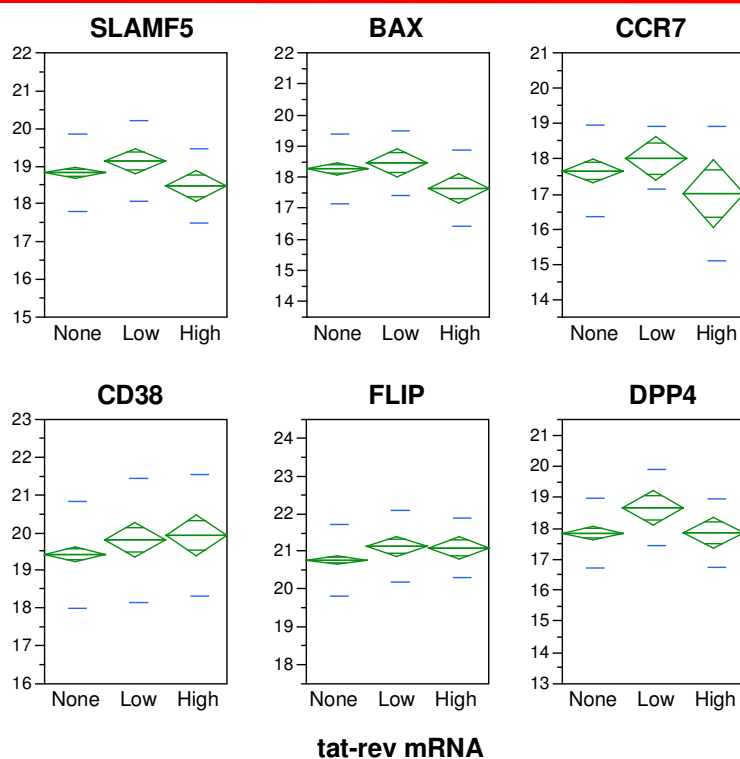 SLAMF5 BAX CCR7
22 22 21
21 21 20
20 20 19
19 19 18
18 18 17
17 17 16
16 16 15
15 15 14
14
None Low High None Low High None Low High
CD38 FLIP DPP4
23 24 21
22 23 20
21 22 19
20 21 18
19 20 17
18 19 16
17 18 15
16 14
13
None Low High None Low High None Low High
tat-rev mRNA